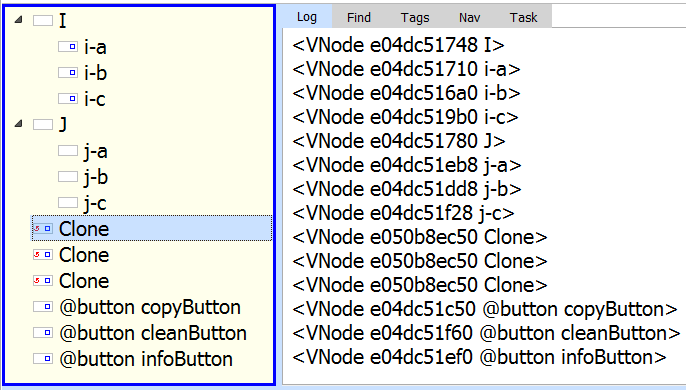 I
i-a
i-b
i-c
J
j-a
j-b
j-c
Clone
Clone
Clone
@button copyButton
@button cleanButton
@button infoButton
Log Find Tags Nav Task
<VNode e04dc51748 I>
<VNode e04dc51710 i-a>
<VNode e04dc516a0 i-b>
<VNode e04dc519b0 i-c>
<VNode e04dc51780 J>
<VNode e04dc51eb8 j-a>
<VNode e04dc51dd8 j-b>
<VNode e04dc51f28 j-c>
<VNode e050b8ec50 Clone>
<VNode e050b8ec50 Clone>
<VNode e050b8ec50 Clone>
<VNode e04dc51c50 @button copyButton>
<VNode e04dc51f60 @button cleanButton>
<VNode e04dc51ef0 @button infoButton>